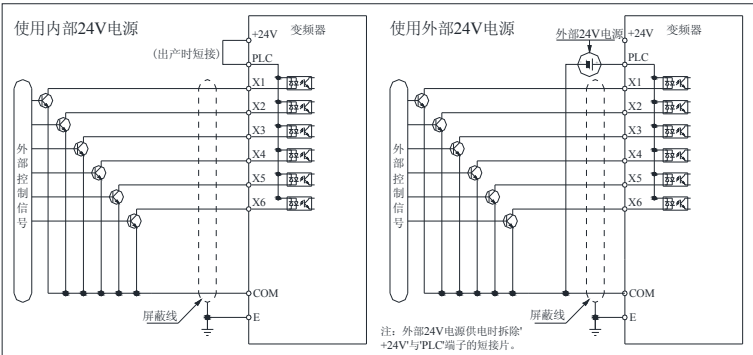 使用内部24V电源
变频器
+24V
(出产时短接)
PLC
X1
X2
X3
X4
X5
X6
外部控制信号
COM
屏蔽线
E
使用外部24V电源
变频器
外部24V电源
+24V
PLC
X1
X2
X3
X4
X5
X6
外部控制信号
COM
屏蔽线
E
注：外部24V电源供电时拆除'
+24V'与'PLC'端子的短接片。